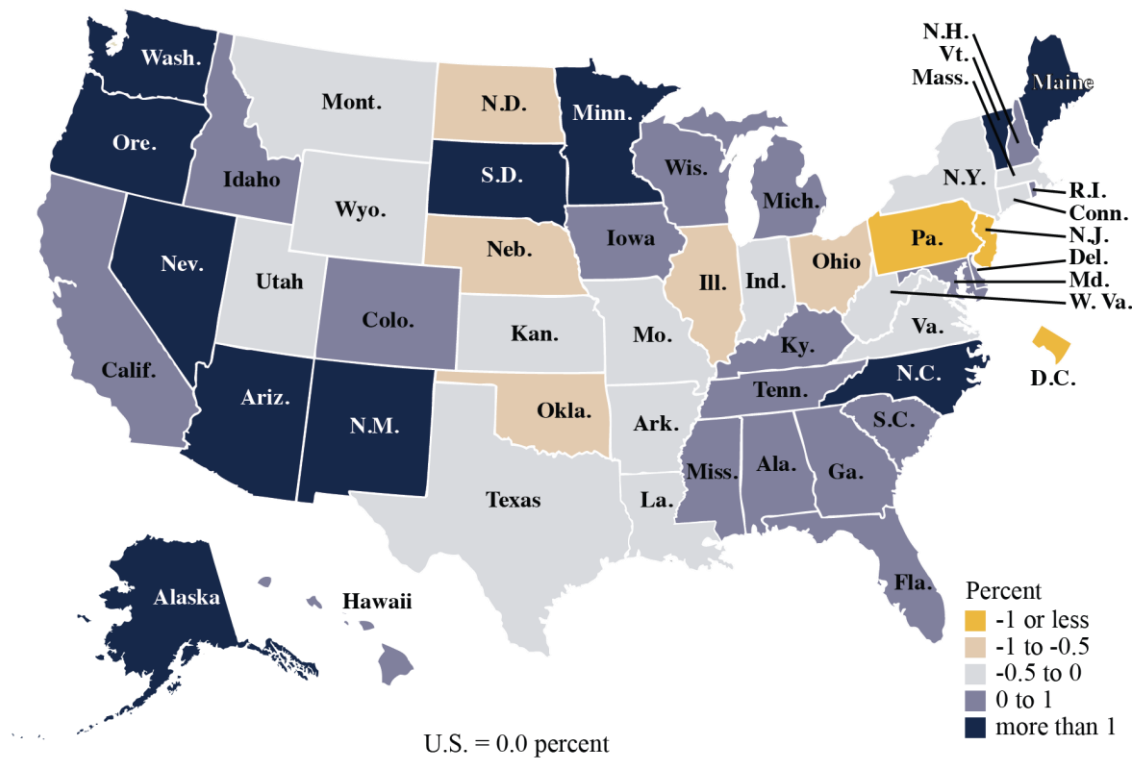 N.H.
Vt.
Mass.
Maine
Wash.
Mont.
N.D.
Minn.
Ore.
Idaho
S.D.
Wis.
Mich.
N.Y.
R.I.
Conn.
N.J.
Del.
Md.
W. Va.
Wyo.
Neb.
Iowa
Pa.
Nev.
Utah
Ill.
Ind.
Ohio
Colo.
Kan.
Mo.
Ky.
Va.
D.C.
Calif.
Ariz.
N.M.
Okla.
Ark.
Tenn.
N.C.
S.C.
Texas
La.
Miss.
Ala.
Ga.
Fla.
Alaska
Hawaii
Percent
-1 or less
-1 to -0.5
-0.5 to 0
0 to 1
more than 1
U.S. = 0.0 percent